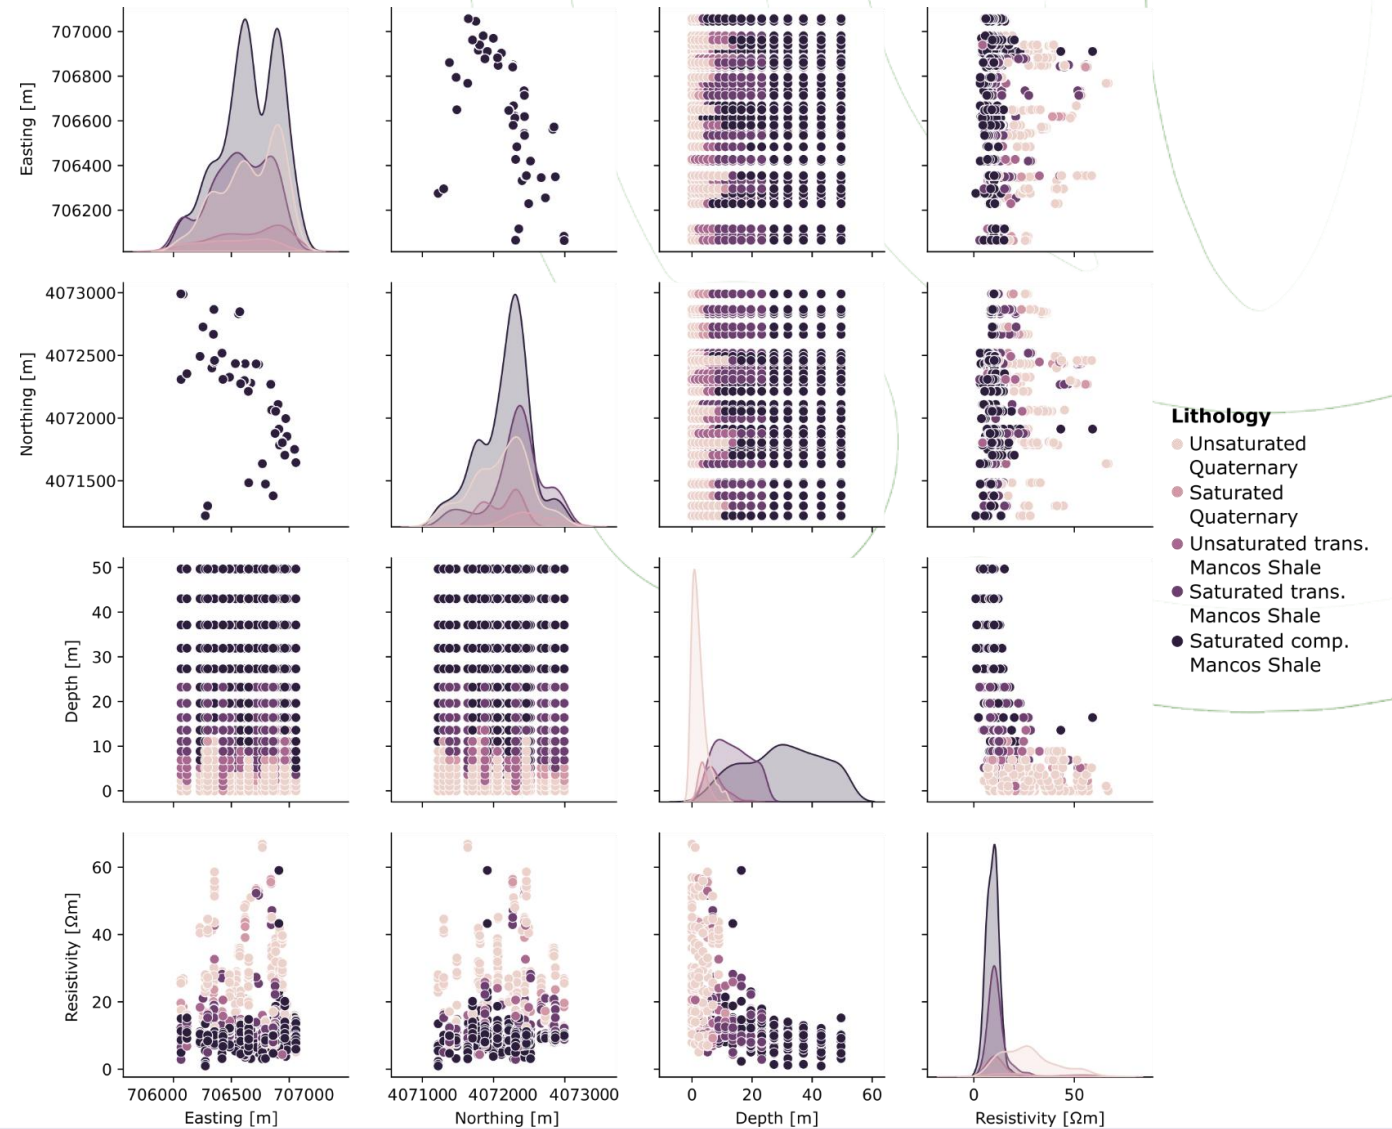 707000
706800
706600
706400
706200
Easting [m]
4073000
4072500
4072000
4071500
Northing [m]
50
40
30
20
10
0
Depth [m]
60
40
20
0
Resistivity [Ωm]
706000 706500 707000
Easting [m]
4071000 4072000 4073000
Northing [m]
0 20 40 60
Depth [m]
0 50
Resistivity [Ωm]
Lithology
Unsaturated
Quaternary
Saturated
Quaternary
Unsaturated trans.
Mancos Shale
Saturated trans.
Mancos Shale
Saturated comp.
Mancos Shale